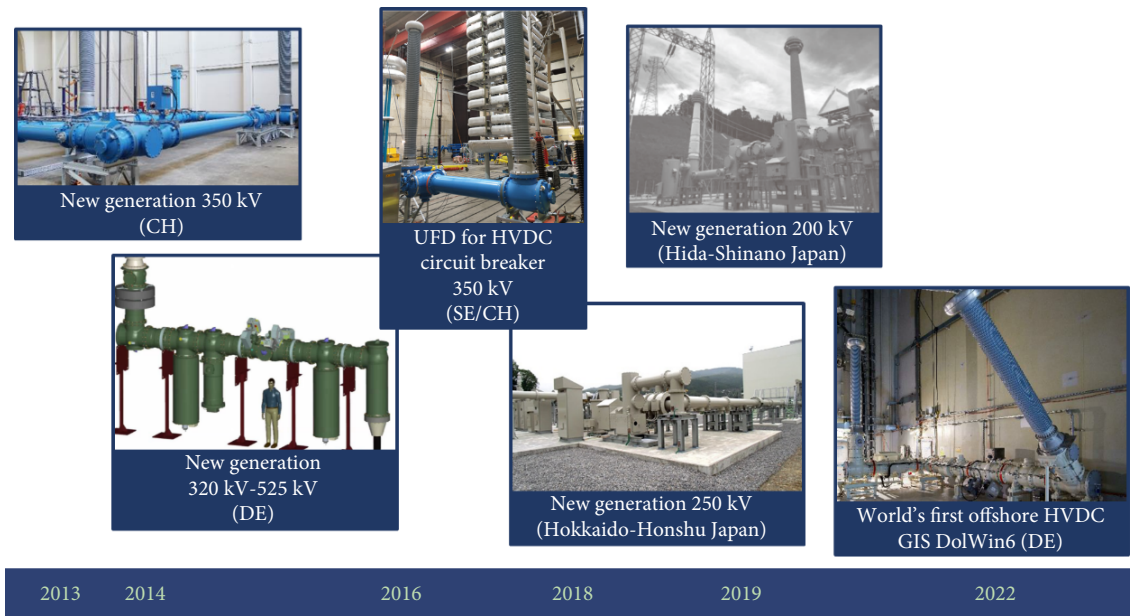 New generation 350 kV
(CH)
UFD for HVDC
circuit breaker
350 kV
(SE/CH)
New generation 200 kV
(Hida-Shinano Japan)
New generation
320 kV-525 kV
(DE)
New generation 250 kV
(Hokkaido-Honshu Japan)
World's first offshore HVDC
GIS DolWin6 (DE)
2013
2014
2016
2018
2019
2022